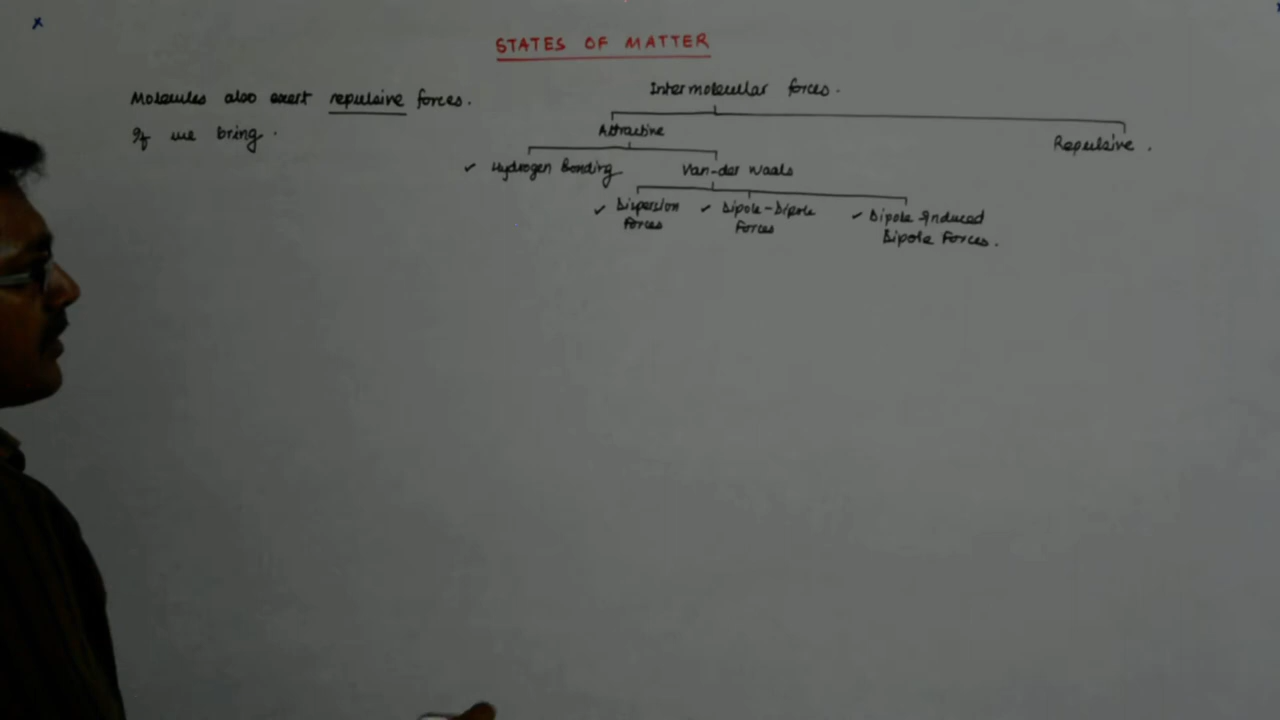 STATES OF MATTER
Molecules also exert repulsive forces.
If we bring.
Intermolecular forces.
Attractive
Repulsive.
✓ Hydrogen Bonding
Van-der Waals
✓ Dispersion
Forces
✓ Dipole-Dipole
Forces
✓ Dipole Induced
Dipole Forces.